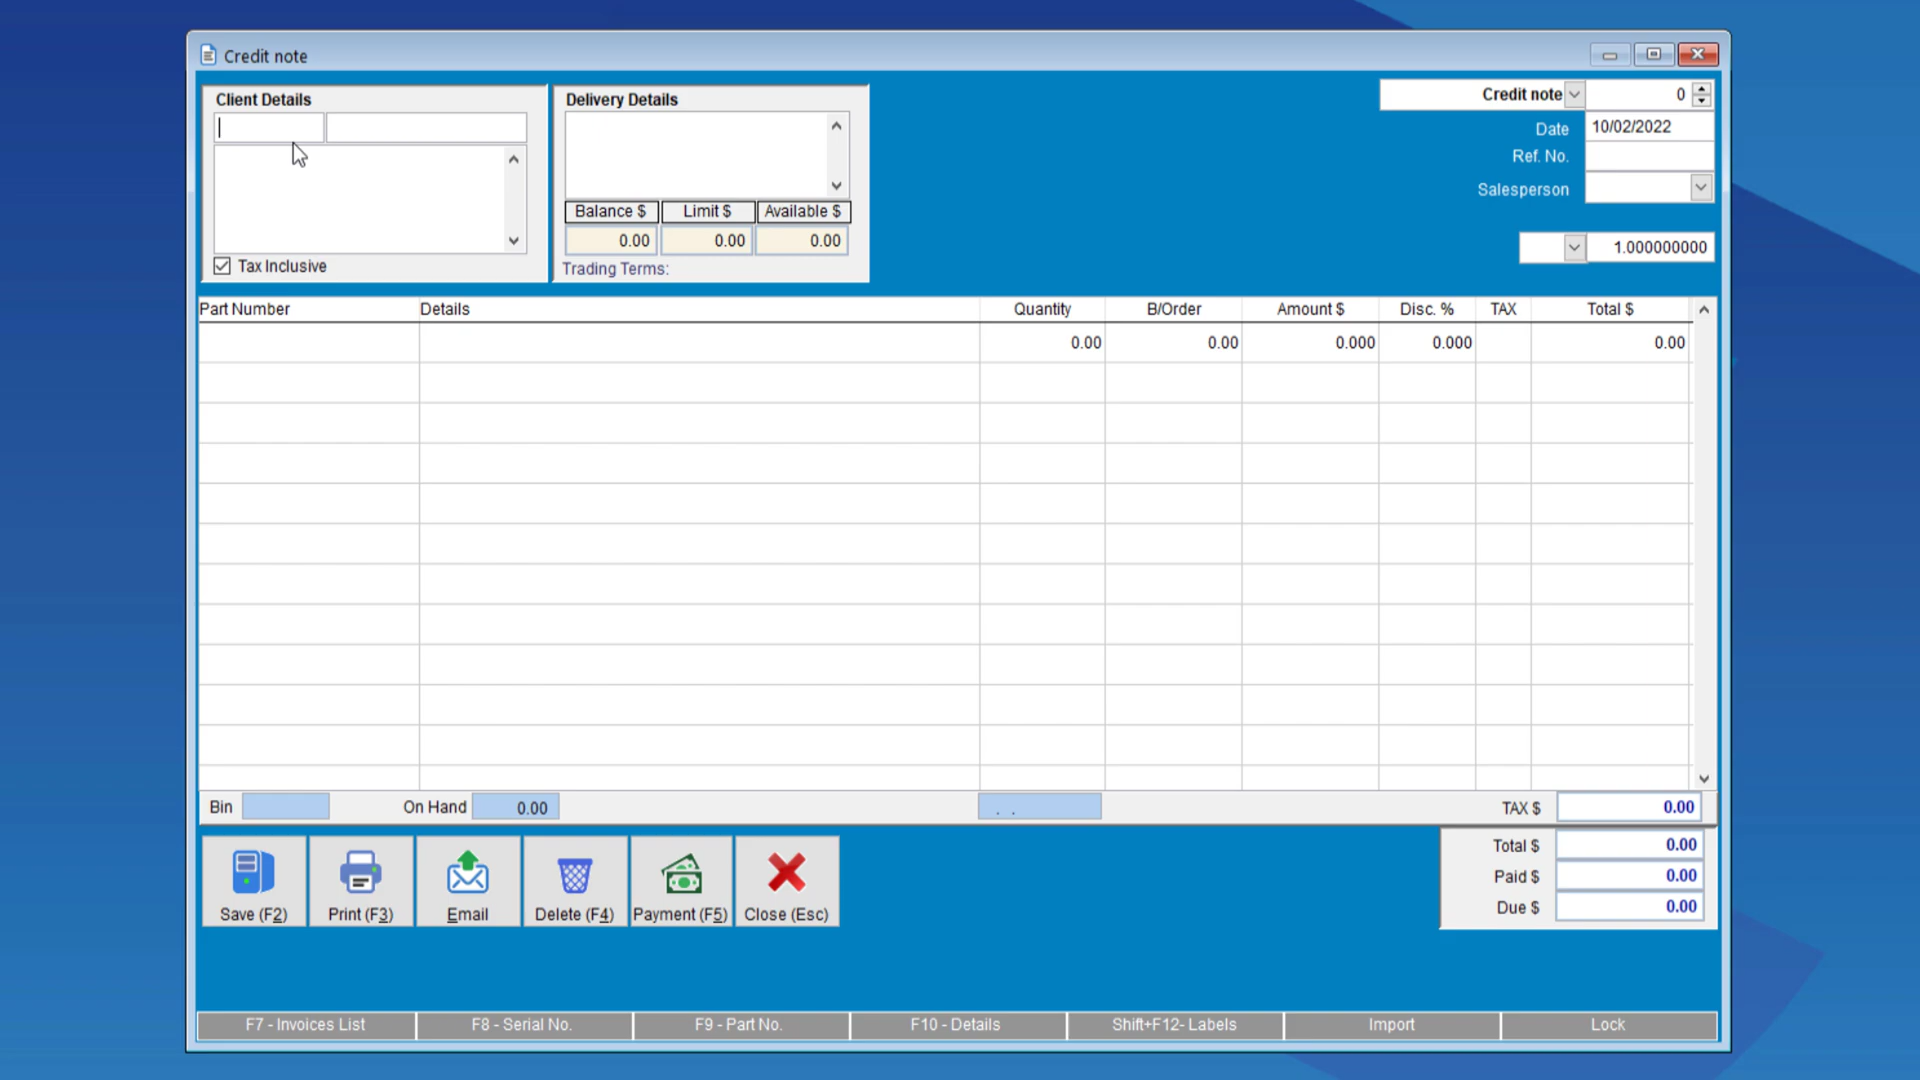 Credit note
Client Details
Delivery Details
Credit note 0
Date 10/02/2022
Ref. No.
Salesperson
Balance $ Limit $ Available $
0.00 0.00 0.00
1.000000000
Tax Inclusive
Trading Terms:
Part Number Details Quantity B/Order Amount $ Disc. % TAX Total $
0.00 0.00 0.000 0.000 0.00
Bin On Hand 0.00 . . TAX $ 0.00
Total $ 0.00
Paid $ 0.00
Due $ 0.00
Save (F2) Print (F3) Email Delete (F4) Payment (F5) Close (Esc)
F7 - Invoices List F8 - Serial No. F9 - Part No. F10 - Details Shift+F12- Labels Import Lock